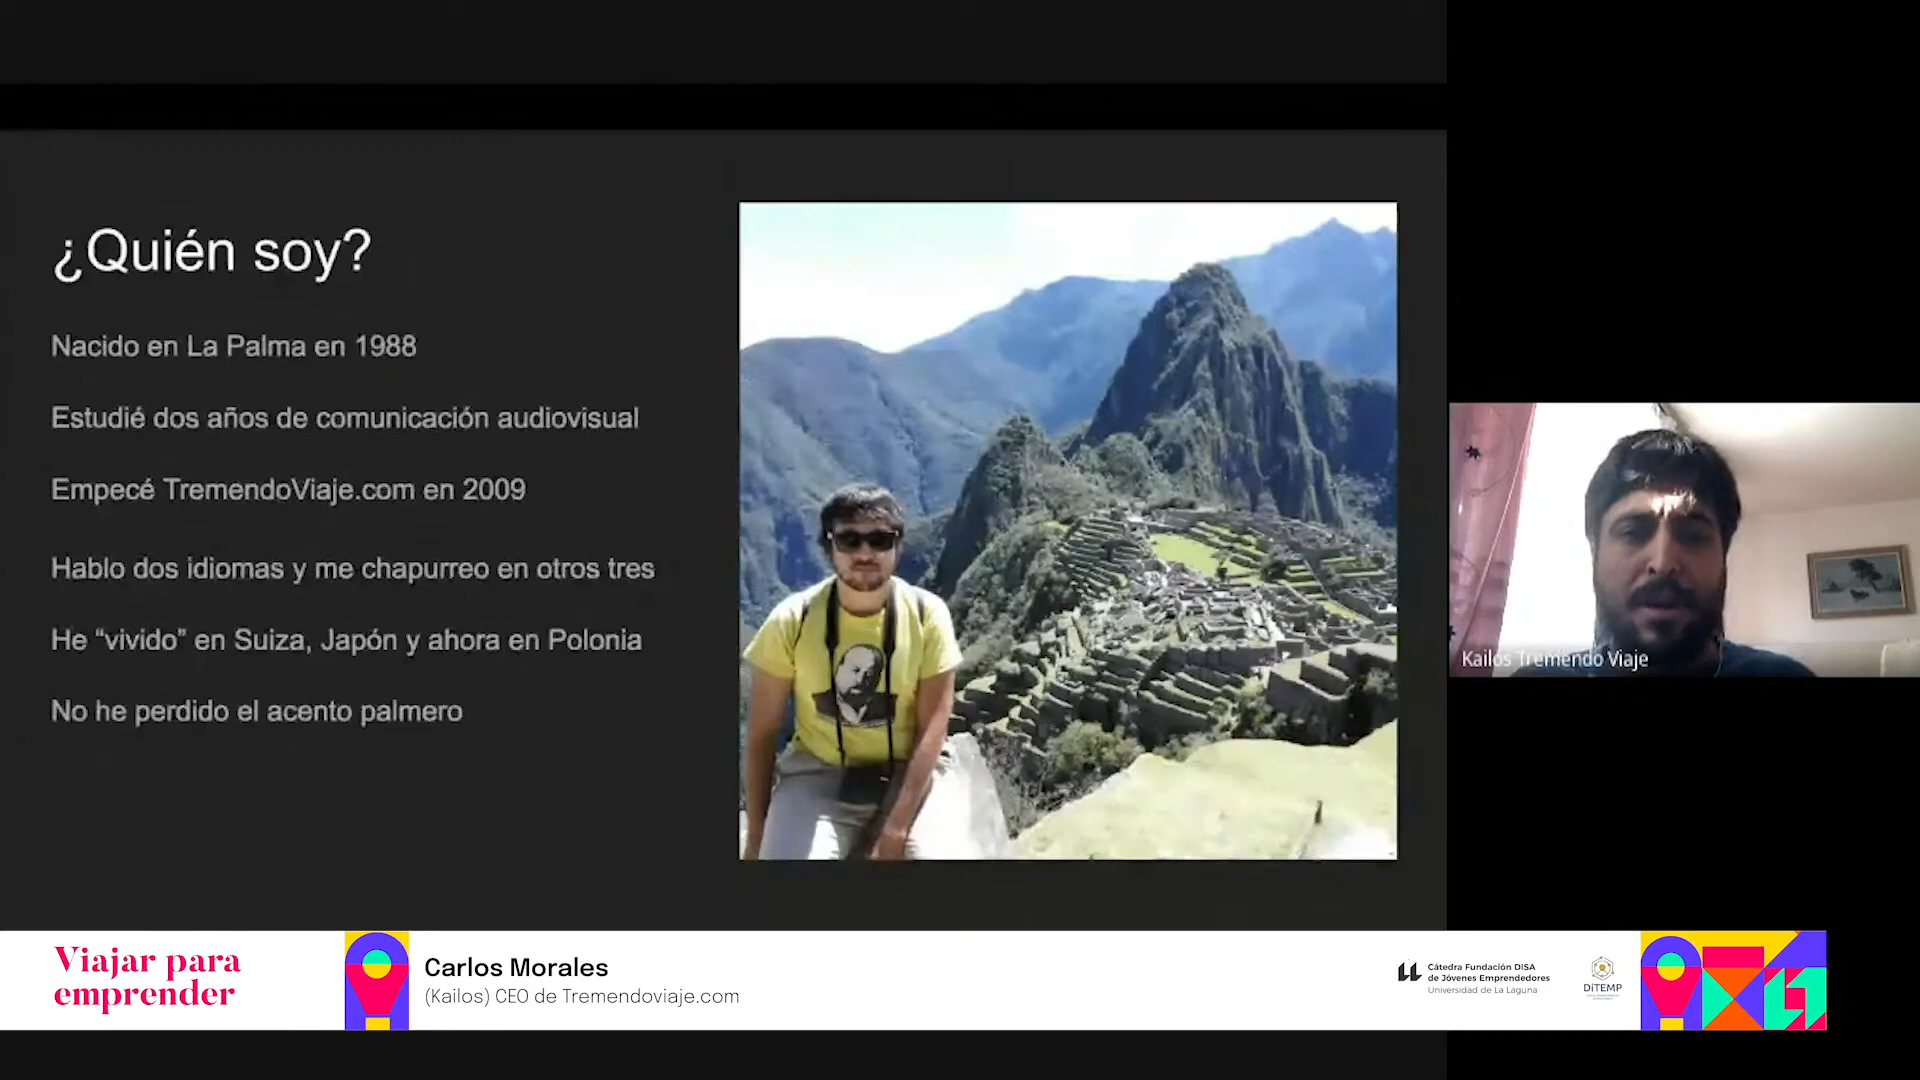 ¿Quién soy?
Nacido en La Palma en 1988
Estudié dos años de comunicación audiovisual
Empecé TremendoViaje.com en 2009
Hablo dos idiomas y me chapurreo en otros tres
He “vivido” en Suiza, Japón y ahora en Polonia
No he perdido el acento palmero
Kailos Tremendo Viaje
Viajar para
emprender
Carlos Morales
(Kailos) CEO de Tremendoviaje.com
Cátedra Fundación DISA
de Jóvenes Emprendedores
Universidad de La Laguna
DiTEMP